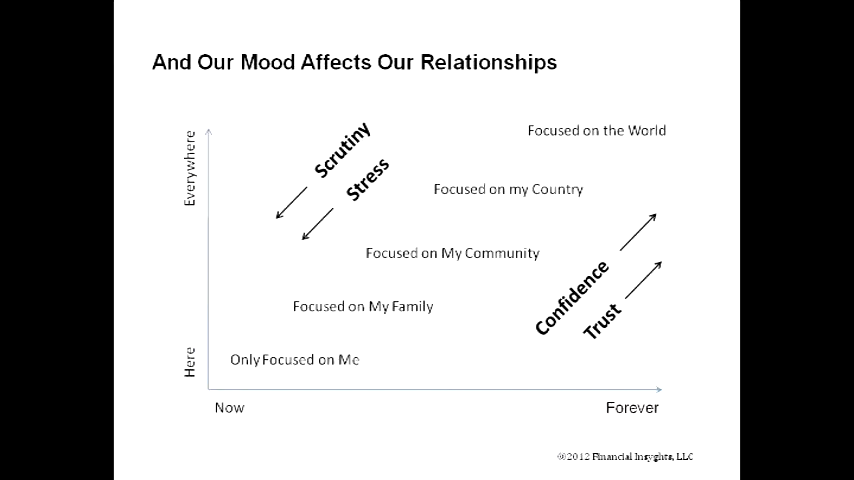 And Our Mood Affects Our Relationships
Everywhere
Scrutiny
Stress
Focused on the World
Focused on my Country
Focused on My Community
Confidence
Trust
Focused on My Family
Here
Only Focused on Me
Now
Forever
©2012 Financial Insyghts, LLC